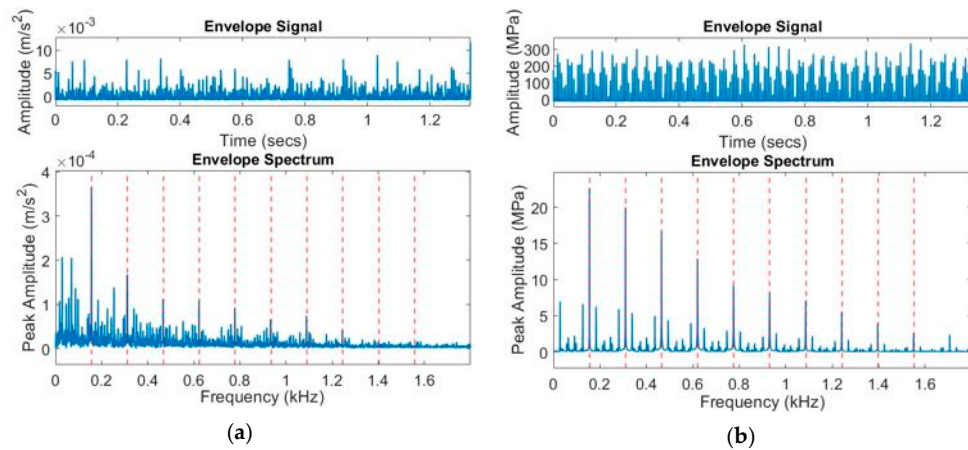 Envelope Signal
×10⁻³
Amplitude (m/s²)
10
5
0
0 0.2 0.4 0.6 0.8 1 1.2
Time (secs)
Envelope Spectrum
×10⁻⁴
Peak Amplitude (m/s²)
4
3
2
1
0
0 0.2 0.4 0.6 0.8 1 1.2 1.4 1.6
Frequency (kHz)
(a)
Envelope Signal
Amplitude (MPa)
300
200
100
0
0 0.2 0.4 0.6 0.8 1 1.2
Time (secs)
Envelope Spectrum
Peak Amplitude (MPa)
20
15
10
5
0
0 0.2 0.4 0.6 0.8 1 1.2 1.4 1.6
Frequency (kHz)
(b)